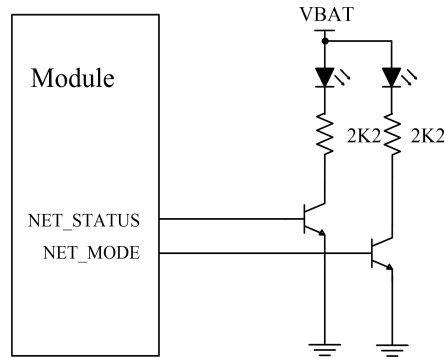 VBAT
Module
2K2 2K2
NET_STATUS
NET_MODE